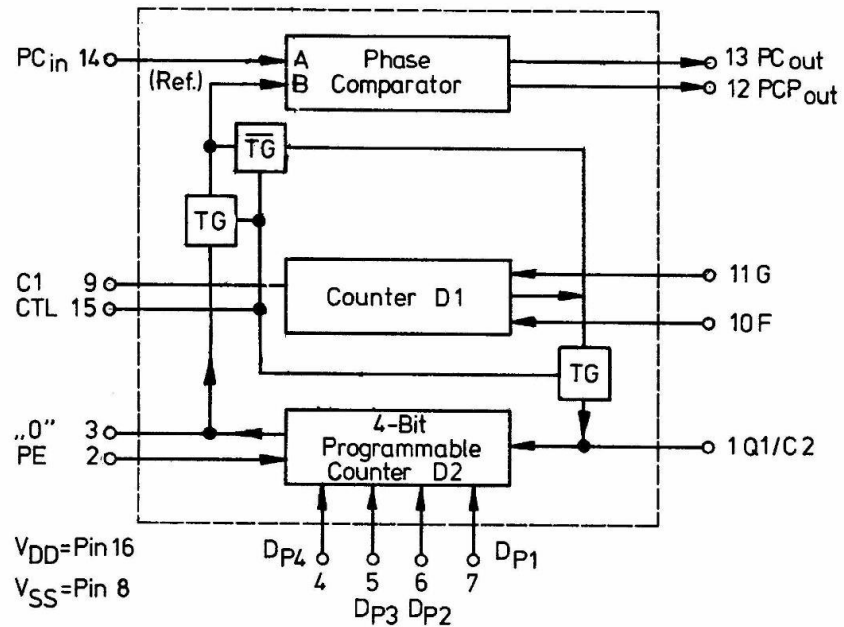 PCin 14
(Ref.)
A
B
Phase
Comparator
13 PCout
12 PCPout
TG
TG
C1 9
CTL 15
Counter D1
11 G
10 F
TG
„0" 3
PE 2
4-Bit
Programmable
Counter D2
1 Q1/C2
VDD=Pin 16
VSS=Pin 8
DP4
4
5
6
7
DP1
DP3 DP2